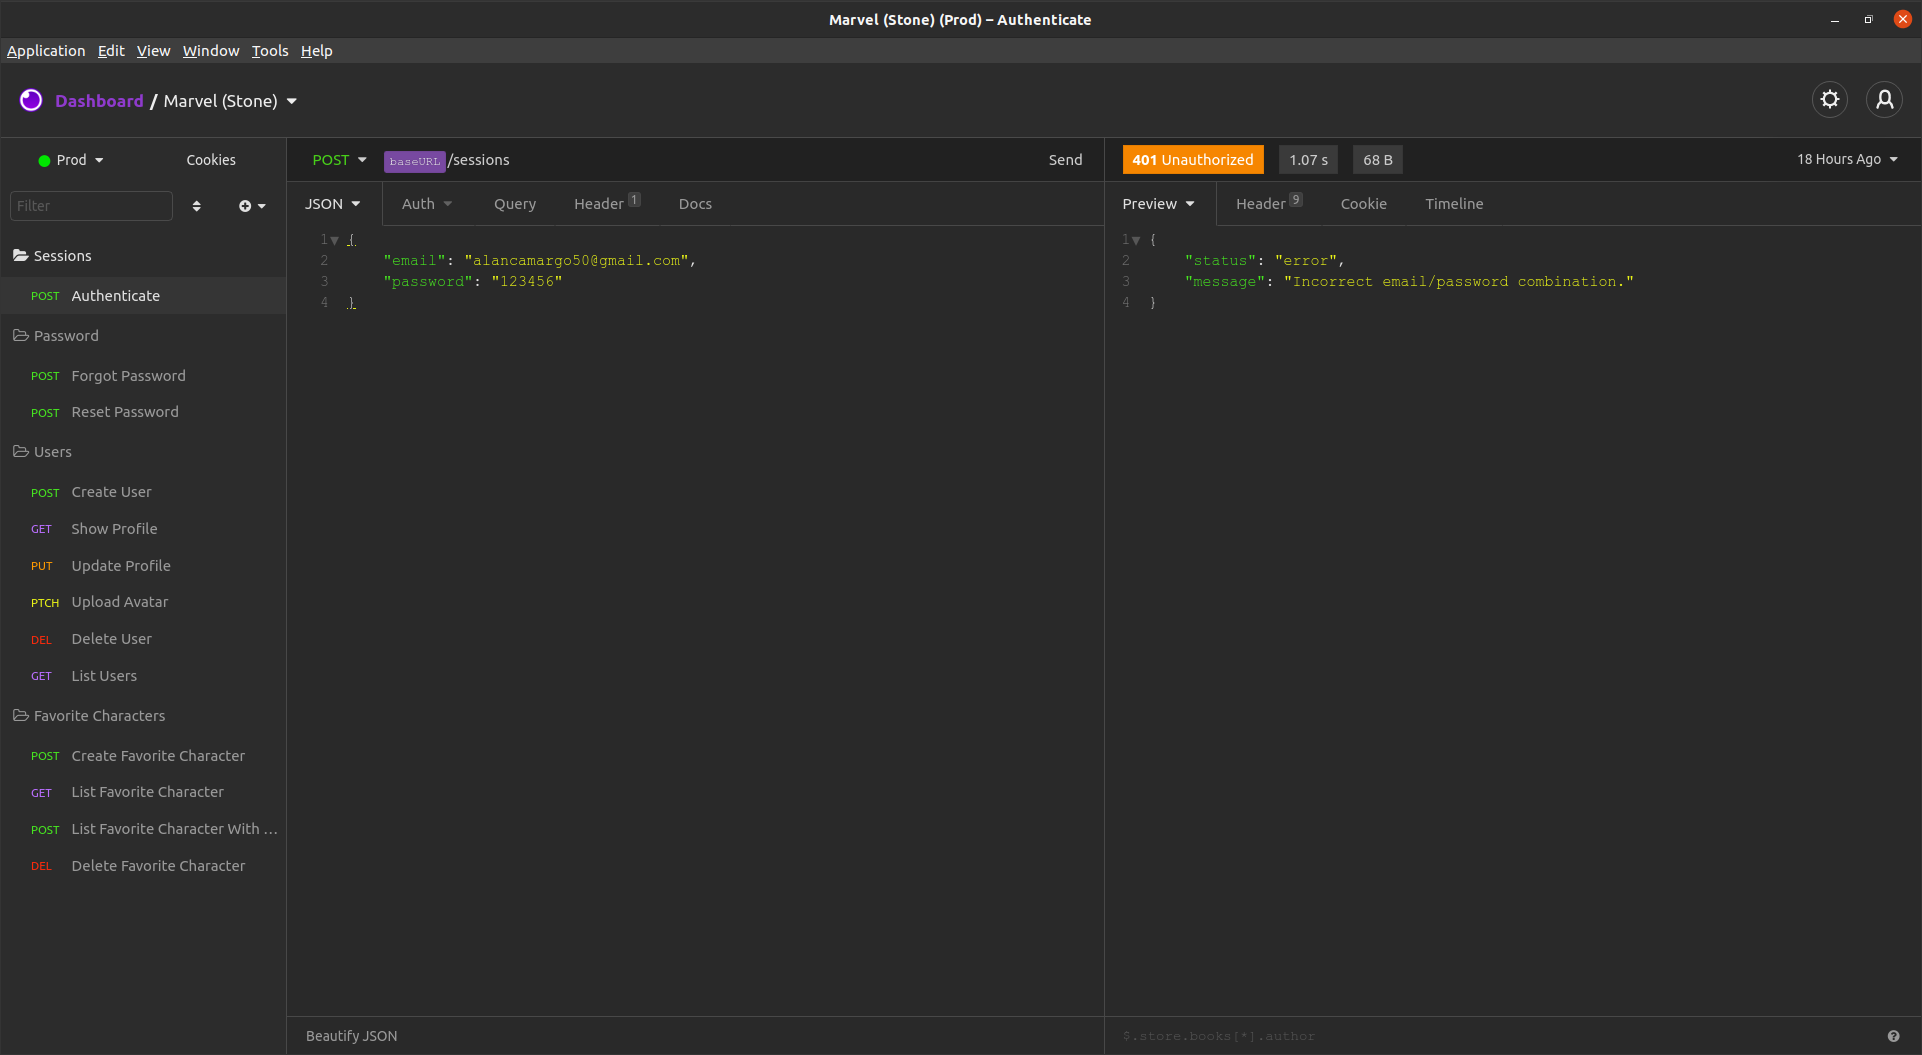 Marvel (Stone) (Prod) – Authenticate
Application Edit View Window Tools Help
Dashboard / Marvel (Stone)
Prod Cookies
Filter
Sessions
POST Authenticate
Password
POST Forgot Password
POST Reset Password
Users
POST Create User
GET Show Profile
PUT Update Profile
PTCH Upload Avatar
DEL Delete User
GET List Users
Favorite Characters
POST Create Favorite Character
GET List Favorite Character
POST List Favorite Character With ...
DEL Delete Favorite Character
POST baseURL /sessions Send
JSON Auth Query Header 1 Docs
1 {
2 "email": "alancamargo50@gmail.com",
3 "password": "123456"
4 }
Beautify JSON
401 Unauthorized 1.07 s 68 B 18 Hours Ago
Preview Header 9 Cookie Timeline
1 {
2 "status": "error",
3 "message": "Incorrect email/password combination."
4 }
$.store.books[*].author